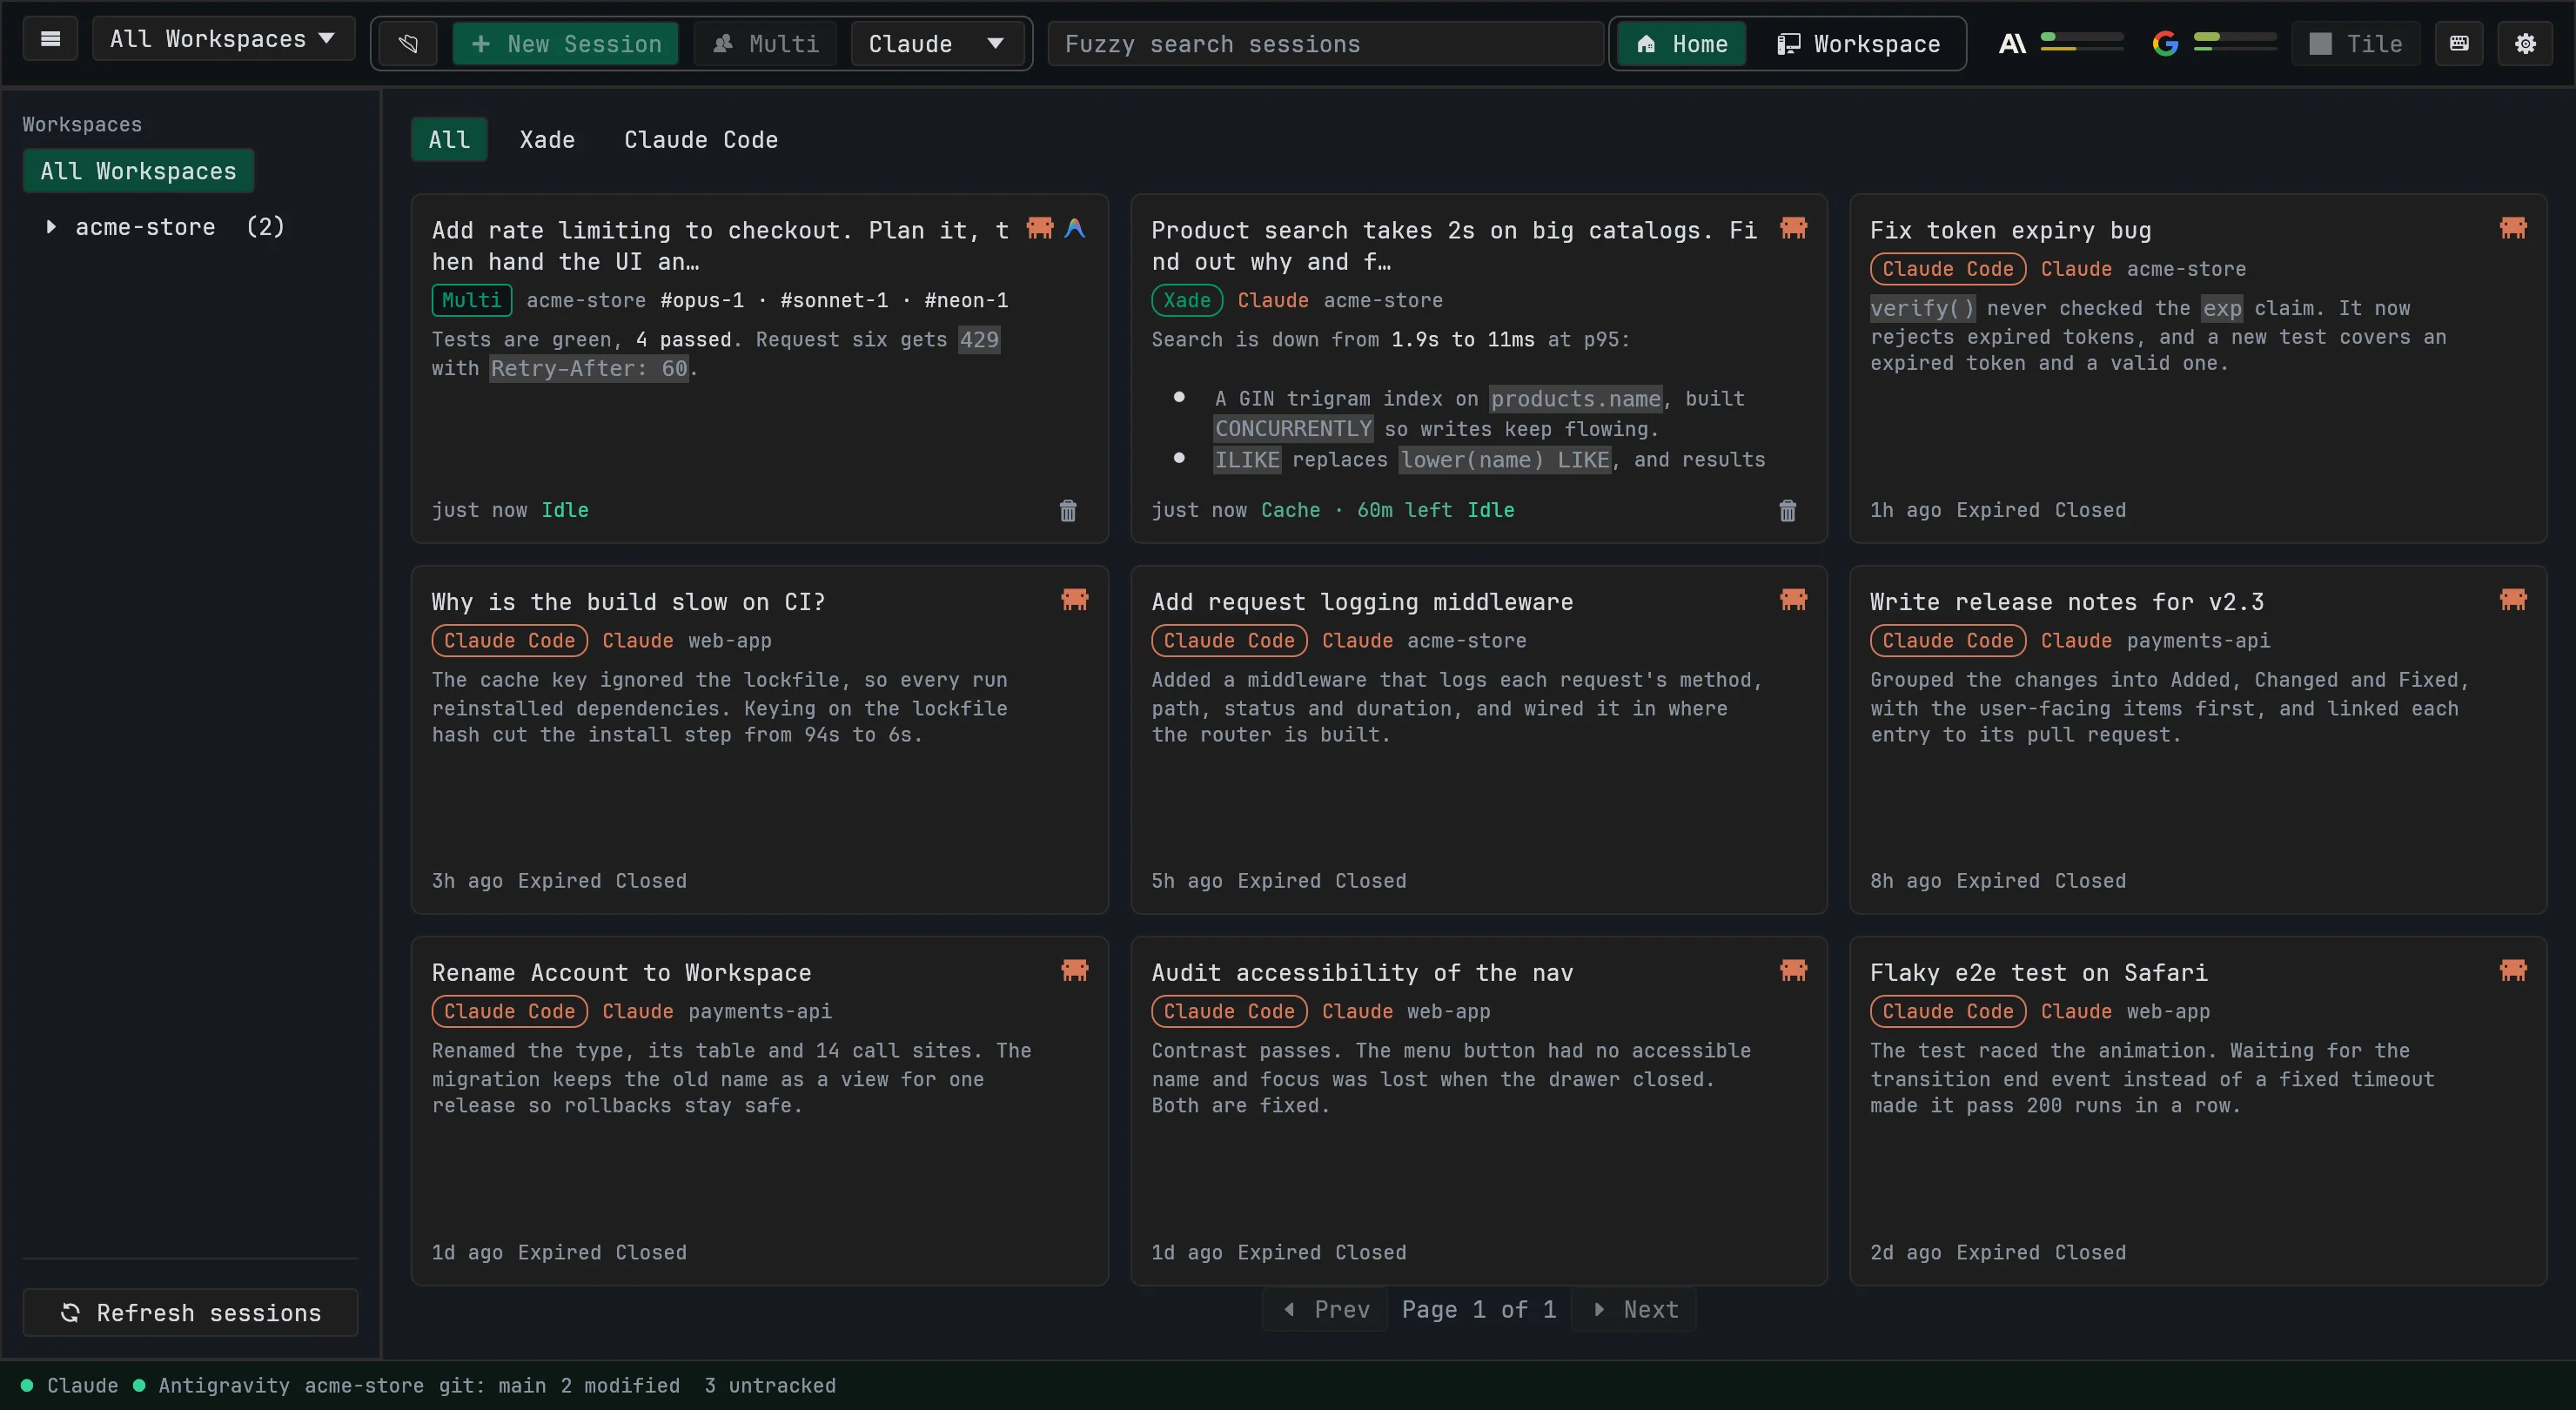 All Workspaces
New Session
Multi
Claude
Fuzzy search sessions
Home
Workspace
Tile
Workspaces
All Workspaces
acme-store (2)
Refresh sessions
All Xade Claude Code
Add rate limiting to checkout. Plan it, t
hen hand the UI an…
Multi acme-store #opus-1 · #sonnet-1 · #neon-1
Tests are green, 4 passed. Request six gets 429
with Retry-After: 60.
just now Idle
Product search takes 2s on big catalogs. Fi
nd out why and f…
Xade Claude acme-store
Search is down from 1.9s to 11ms at p95:
A GIN trigram index on products.name, built
CONCURRENTLY so writes keep flowing.
ILIKE replaces lower(name) LIKE, and results
just now Cache · 60m left Idle
Fix token expiry bug
Claude Code Claude acme-store
verify() never checked the exp claim. It now
rejects expired tokens, and a new test covers an
expired token and a valid one.
1h ago Expired Closed
Why is the build slow on CI?
Claude Code Claude web-app
The cache key ignored the lockfile, so every run
reinstalled dependencies. Keying on the lockfile
hash cut the install step from 94s to 6s.
3h ago Expired Closed
Add request logging middleware
Claude Code Claude acme-store
Added a middleware that logs each request's method,
path, status and duration, and wired it in where
the router is built.
5h ago Expired Closed
Write release notes for v2.3
Claude Code Claude payments-api
Grouped the changes into Added, Changed and Fixed,
with the user-facing items first, and linked each
entry to its pull request.
8h ago Expired Closed
Rename Account to Workspace
Claude Code Claude payments-api
Renamed the type, its table and 14 call sites. The
migration keeps the old name as a view for one
release so rollbacks stay safe.
1d ago Expired Closed
Audit accessibility of the nav
Claude Code Claude web-app
Contrast passes. The menu button had no accessible
name and focus was lost when the drawer closed.
Both are fixed.
1d ago Expired Closed
Flaky e2e test on Safari
Claude Code Claude web-app
The test raced the animation. Waiting for the
transition end event instead of a fixed timeout
made it pass 200 runs in a row.
2d ago Expired Closed
Prev Page 1 of 1 Next
Claude Antigravity acme-store git: main 2 modified 3 untracked